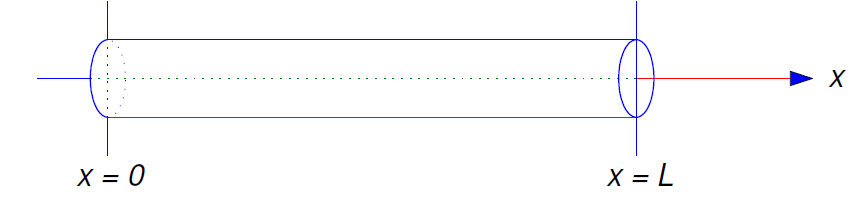 x
x = 0
x = L